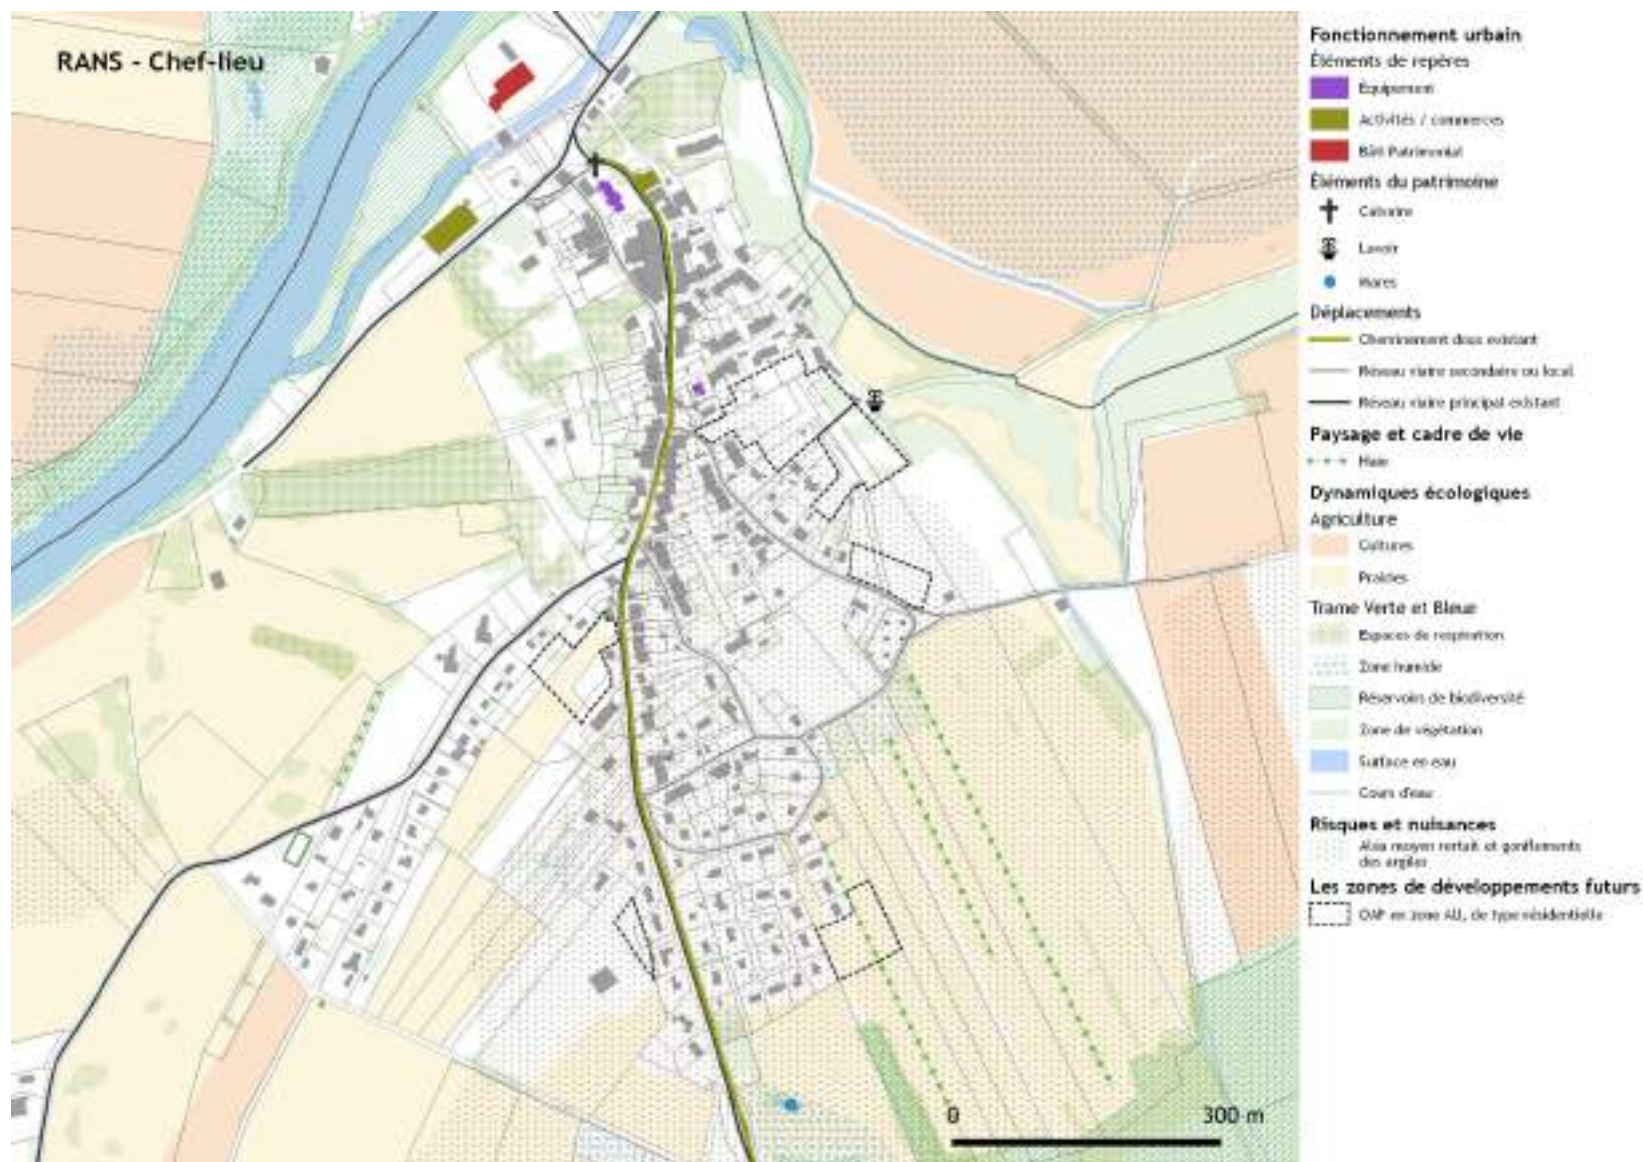 RANS - Chef-lieu
Fonctionnement urbain
Éléments de repères
Équipement
Activités / commerces
Bâti Patrimonial
Éléments du patrimoine
Calvaire
Lavoir
Mares
Déplacements
Cheminement doux existant
Réseau viaire secondaire ou local
Réseau viaire principal existant
Paysage et cadre de vie
Haie
Dynamiques écologiques
Agriculture
Cultures
Prairies
Trame Verte et Bleue
Espaces de respiration
Zone humide
Réservoirs de biodiversité
Zone de végétation
Surface en eau
Cours d'eau
Risques et nuisances
Aléa moyen retrait et gonflements
des argiles
Les zones de développements futurs
OAP en zone AU, de type résidentielle
0 300 m